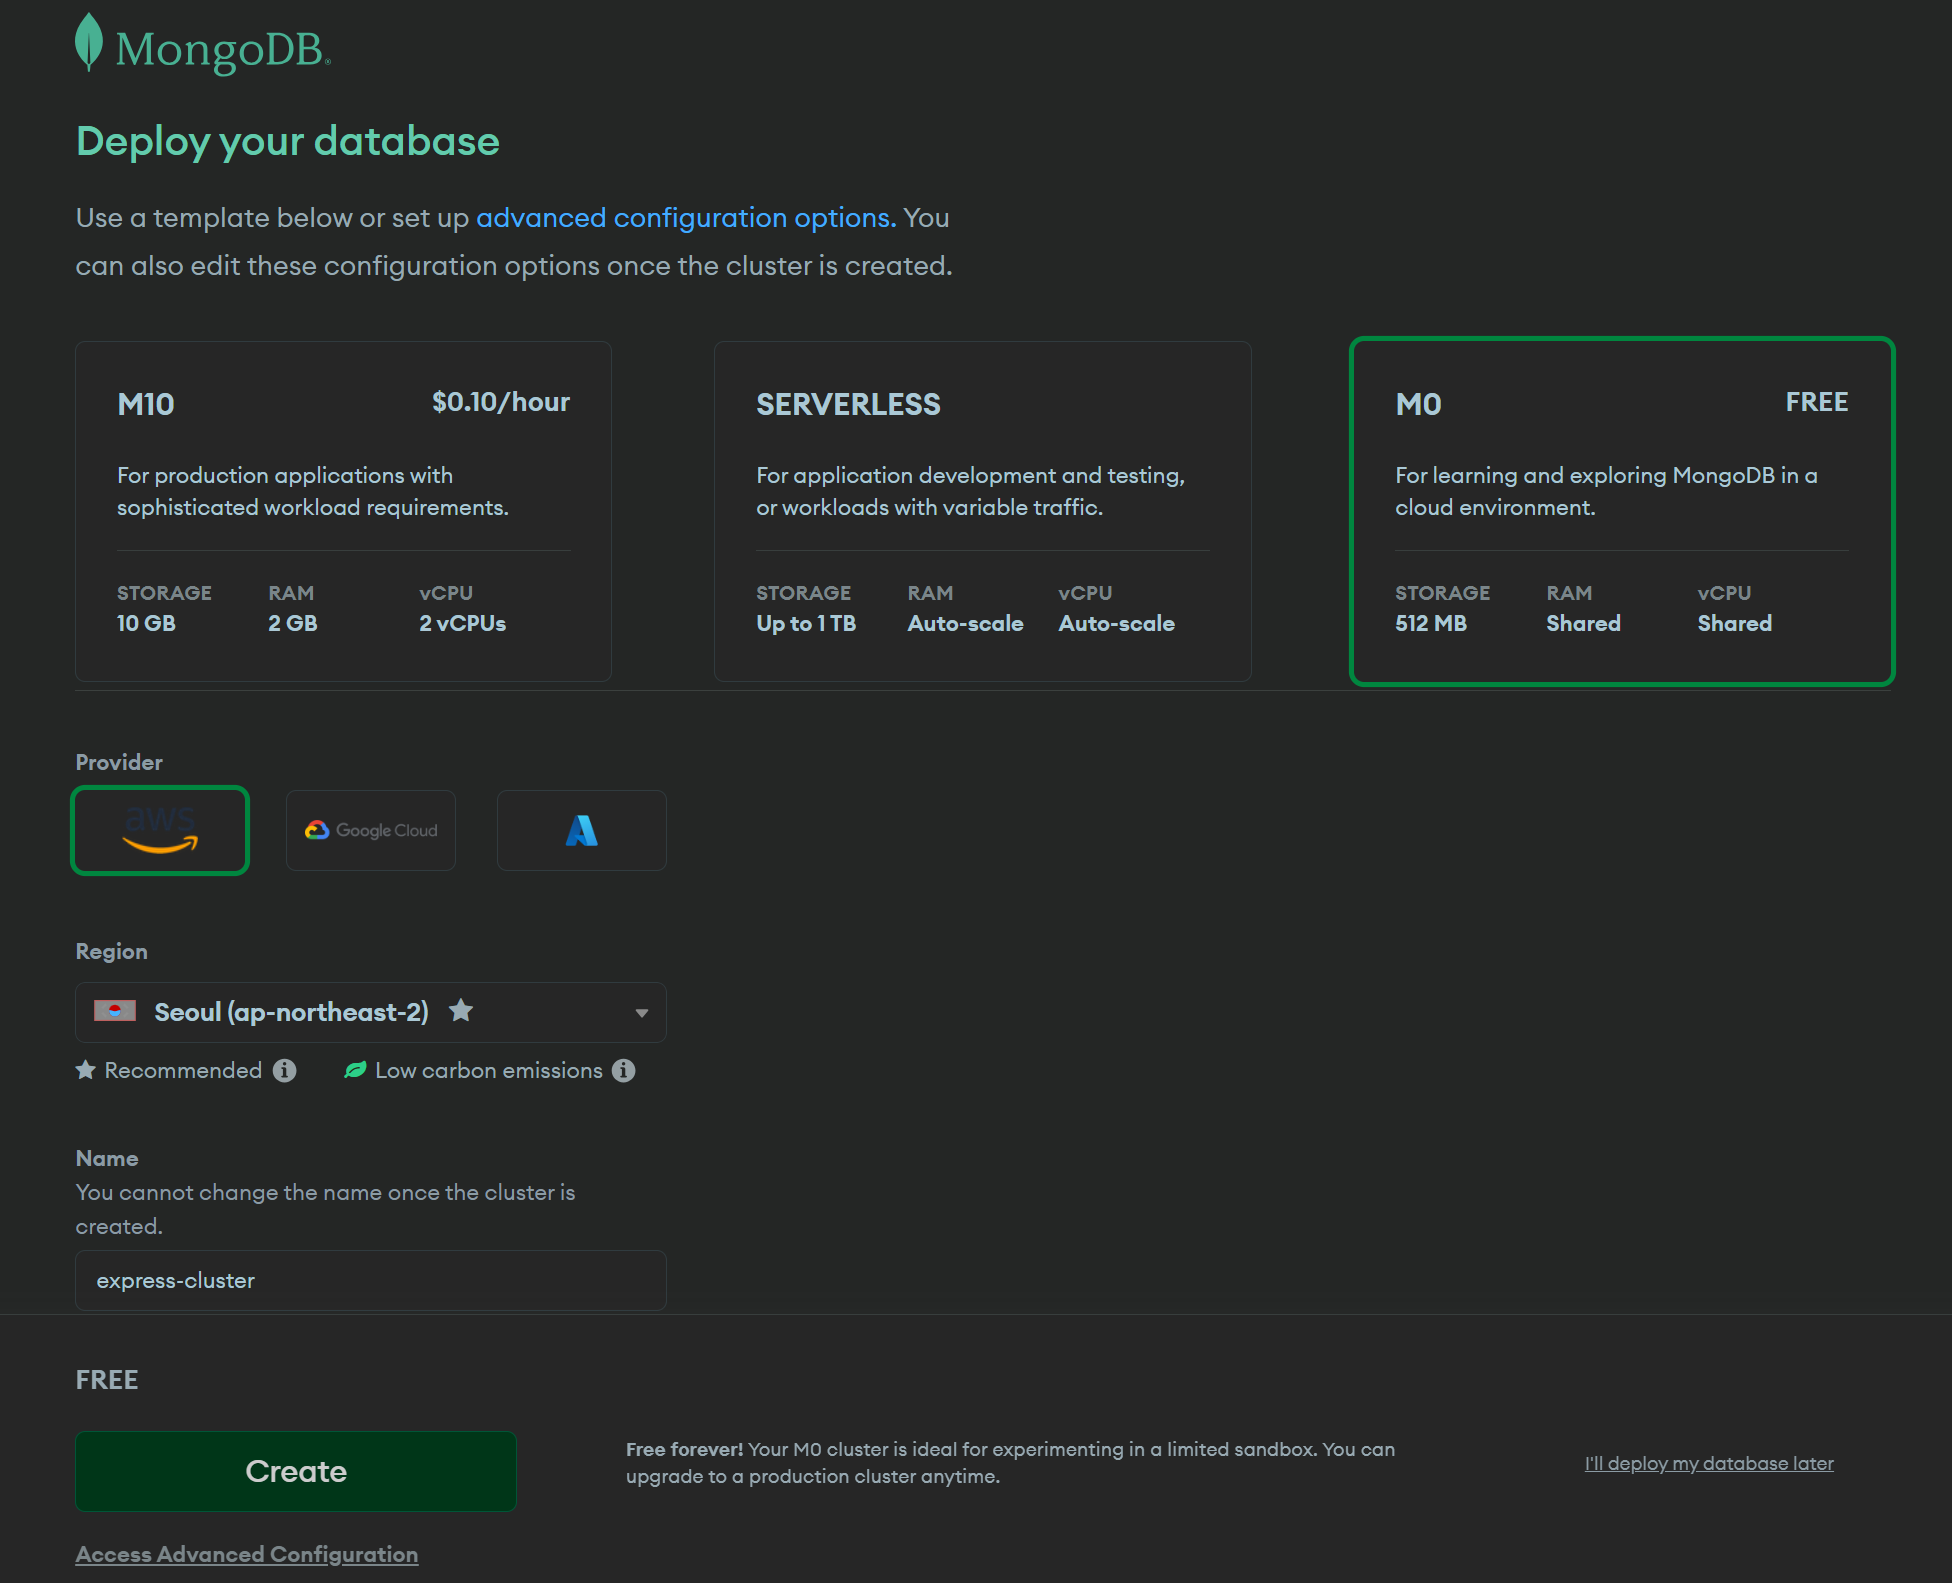 MongoDB®
Deploy your database
Use a template below or set up advanced configuration options. You
can also edit these configuration options once the cluster is created.
M10 $0.10/hour
For production applications with
sophisticated workload requirements.
STORAGE RAM vCPU
10 GB 2 GB 2 vCPUs
SERVERLESS
For application development and testing,
or workloads with variable traffic.
STORAGE RAM vCPU
Up to 1 TB Auto-scale Auto-scale
M0 FREE
For learning and exploring MongoDB in a
cloud environment.
STORAGE RAM vCPU
512 MB Shared Shared
Provider
aws
Google Cloud
Region
Seoul (ap-northeast-2)
Recommended Low carbon emissions
Name
You cannot change the name once the cluster is
created.
express-cluster
FREE
Create
Free forever! Your M0 cluster is ideal for experimenting in a limited sandbox. You can
upgrade to a production cluster anytime.
I'll deploy my database later
Access Advanced Configuration